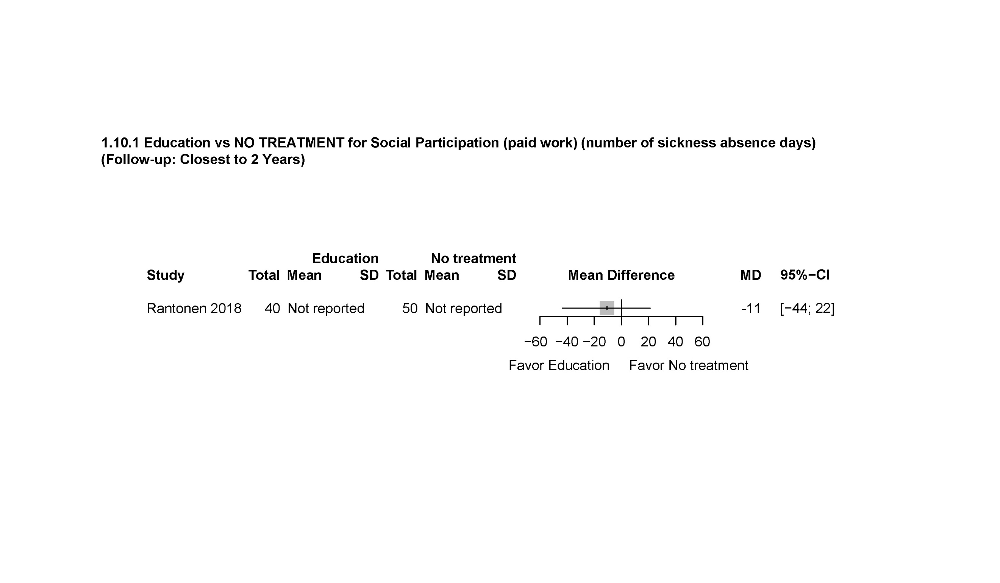 1.10.1 Education vs NO TREATMENT for Social Participation (paid work) (number of sickness absence days)
(Follow-up: Closest to 2 Years)
Education No treatment
Study Total Mean SD Total Mean SD Mean Difference MD 95%−CI
Rantonen 2018 40 Not reported 50 Not reported -11 [−44; 22]
−60 −40 −20 0 20 40 60
Favor Education Favor No treatment